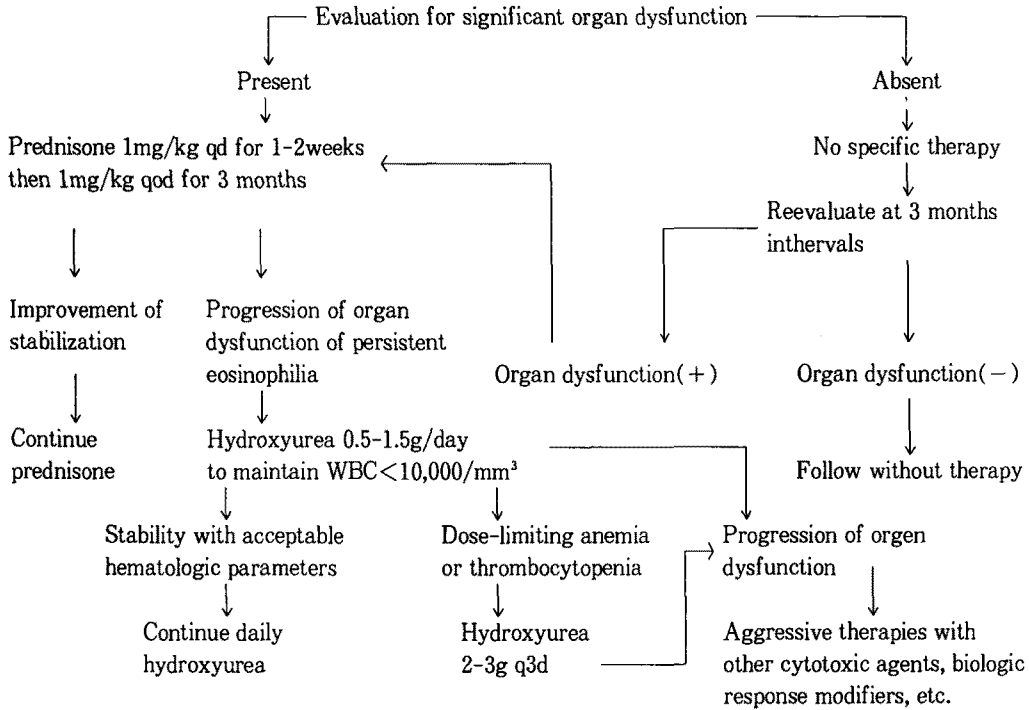 Evaluation for significant organ dysfunction
Present
Absent
Prednisone 1mg/kg qd for 1-2weeks
then 1mg/kg qod for 3 months
No specific therapy
Reevaluate at 3 months
inthervals
Improvement of
stabilization
Progression of organ
dysfunction of persistent
eosinophilia
Organ dysfunction(+)
Organ dysfunction(-)
Continue
prednisone
Hydroxyurea 0.5-1.5g/day
to maintain WBC<10,000/mm³
Follow without therapy
Stability with acceptable
hematologic parameters
Dose-limiting anemia
or thrombocytopenia
Progression of orgen
dysfunction
Continue daily
hydroxyurea
Hydroxyurea
2-3g q3d
Aggressive therapies with
other cytotoxic agents, biologic
response modifiers, etc.